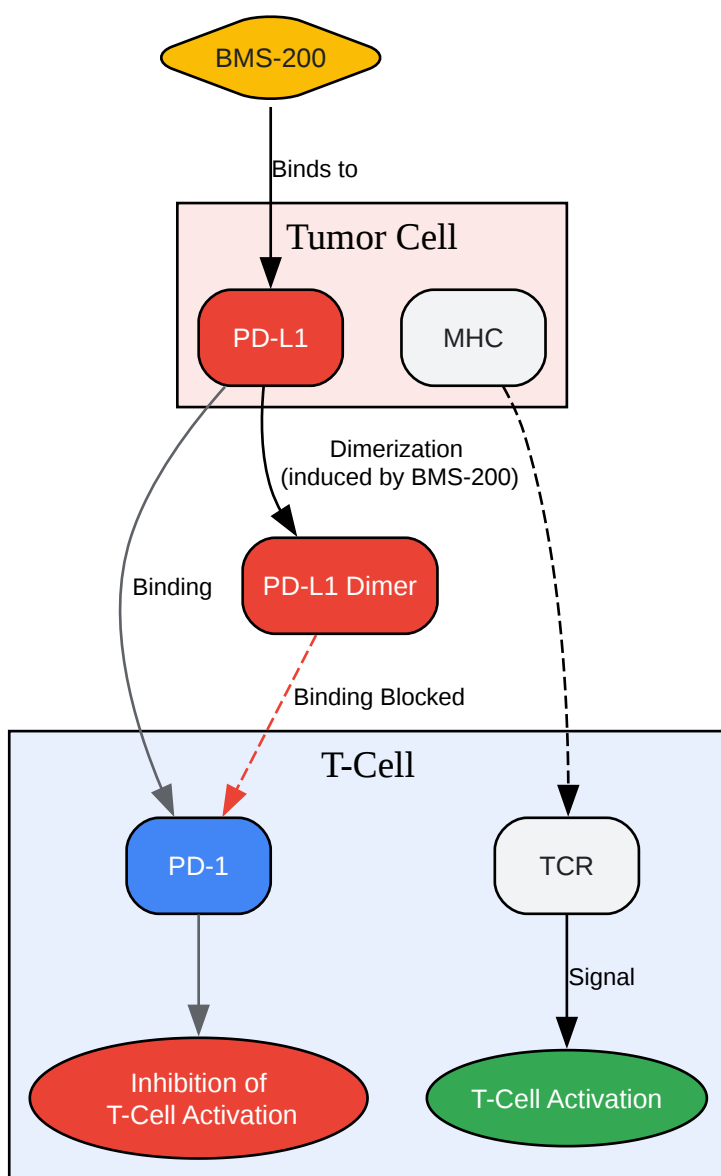 BMS-200
Binds to
Tumor Cell
PD-L1
MHC
Dimerization
(induced by BMS-200)
PD-L1 Dimer
Binding
Binding Blocked
T-Cell
PD-1
TCR
Signal
Inhibition of
T-Cell Activation
T-Cell Activation